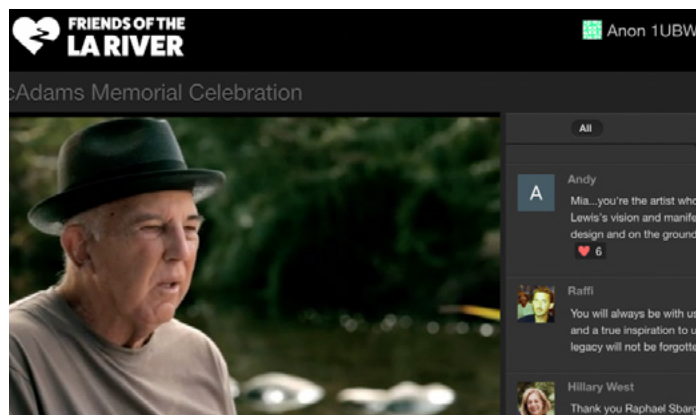 FRIENDS OF THE
LA RIVER
Anon 1UBW
cAdams Memorial Celebration
All
A
Andy
Mia...you're the artist who
Lewis's vision and manife
design and on the ground
6
Raffi
You will always be with us
and a true inspiration to u
legacy will not be forgotte
Hillary West
Thank you Raphael Sbarg